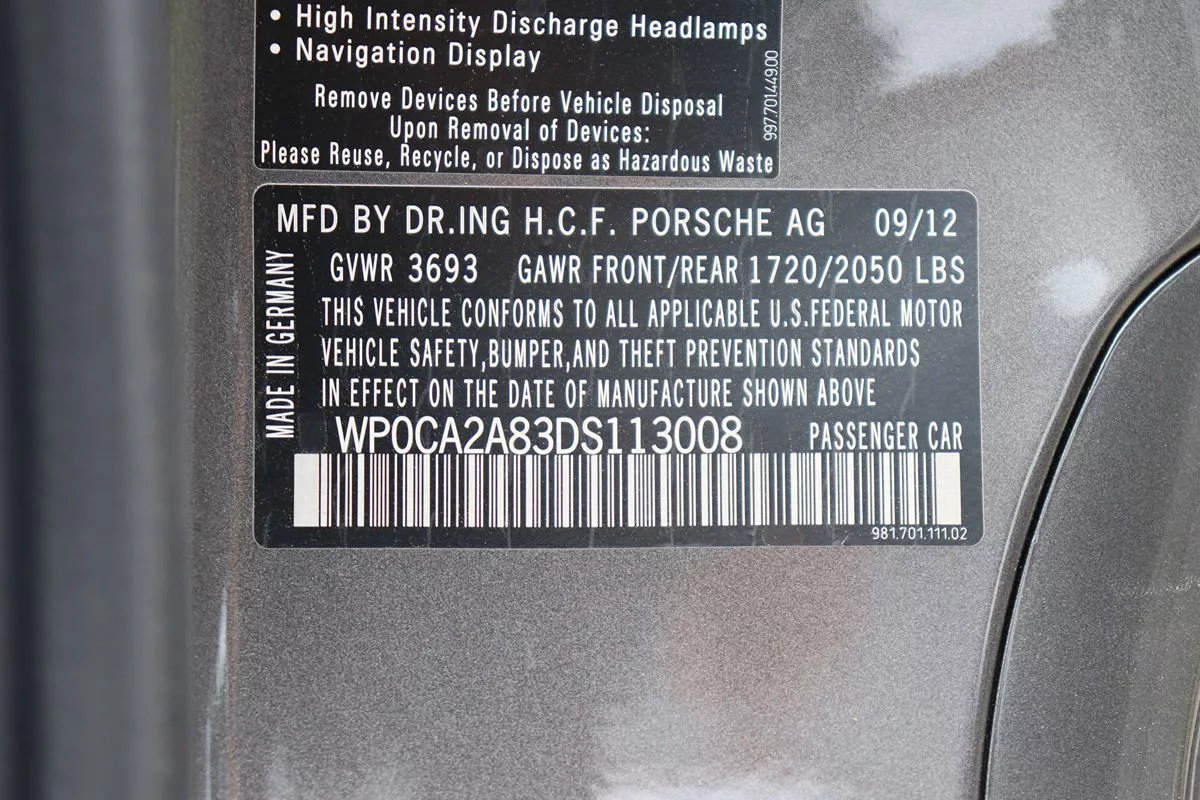 • High Intensity Discharge Headlamps
• Navigation Display
Remove Devices Before Vehicle Disposal
Upon Removal of Devices:
Please Reuse, Recycle, or Dispose as Hazardous Waste
997.701.449.00
MFD BY DR.ING H.C.F. PORSCHE AG 09/12
GVWR 3693 GAWR FRONT/REAR 1720/2050 LBS
THIS VEHICLE CONFORMS TO ALL APPLICABLE U.S.FEDERAL MOTOR
VEHICLE SAFETY,BUMPER,AND THEFT PREVENTION STANDARDS
IN EFFECT ON THE DATE OF MANUFACTURE SHOWN ABOVE
MADE IN GERMANY
WP0CA2A83DS113008 PASSENGER CAR
981.701.111.02